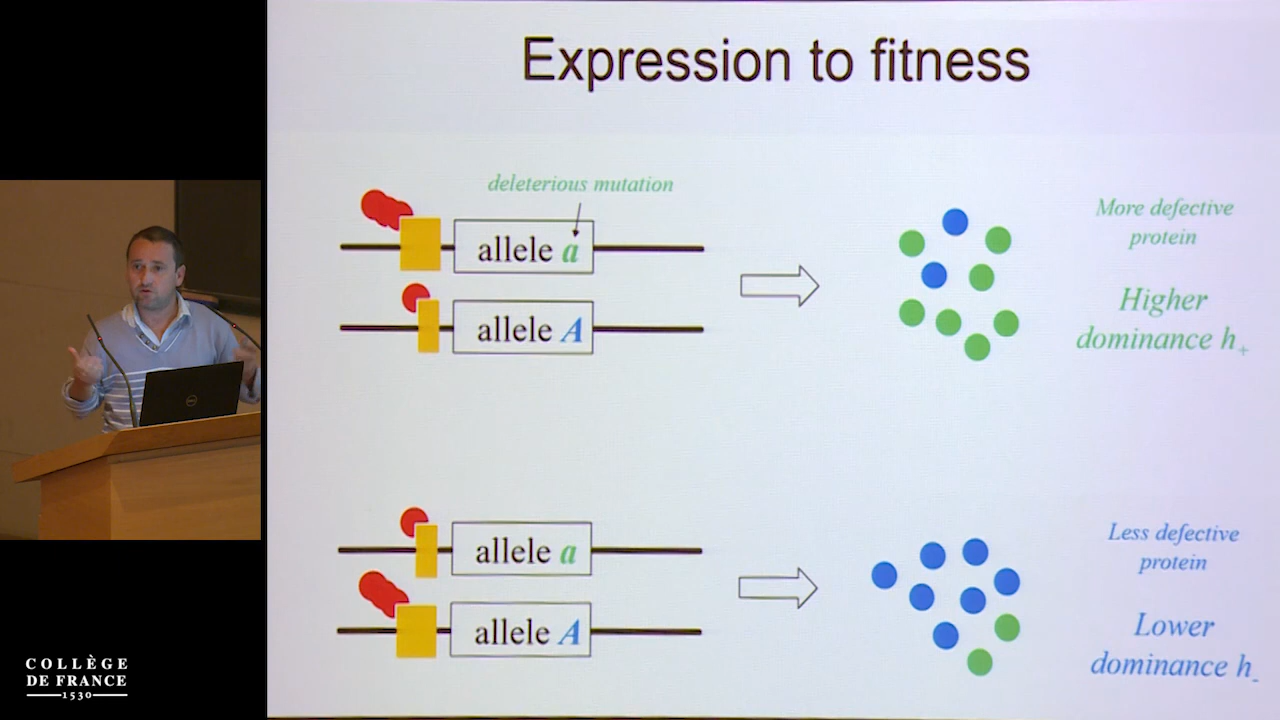 Expression to fitness
deleterious mutation
allele a
allele A
More defective
protein
Higher
dominance h+
allele a
allele A
Less defective
protein
Lower
dominance h-
COLLÈGE
DE FRANCE
1530